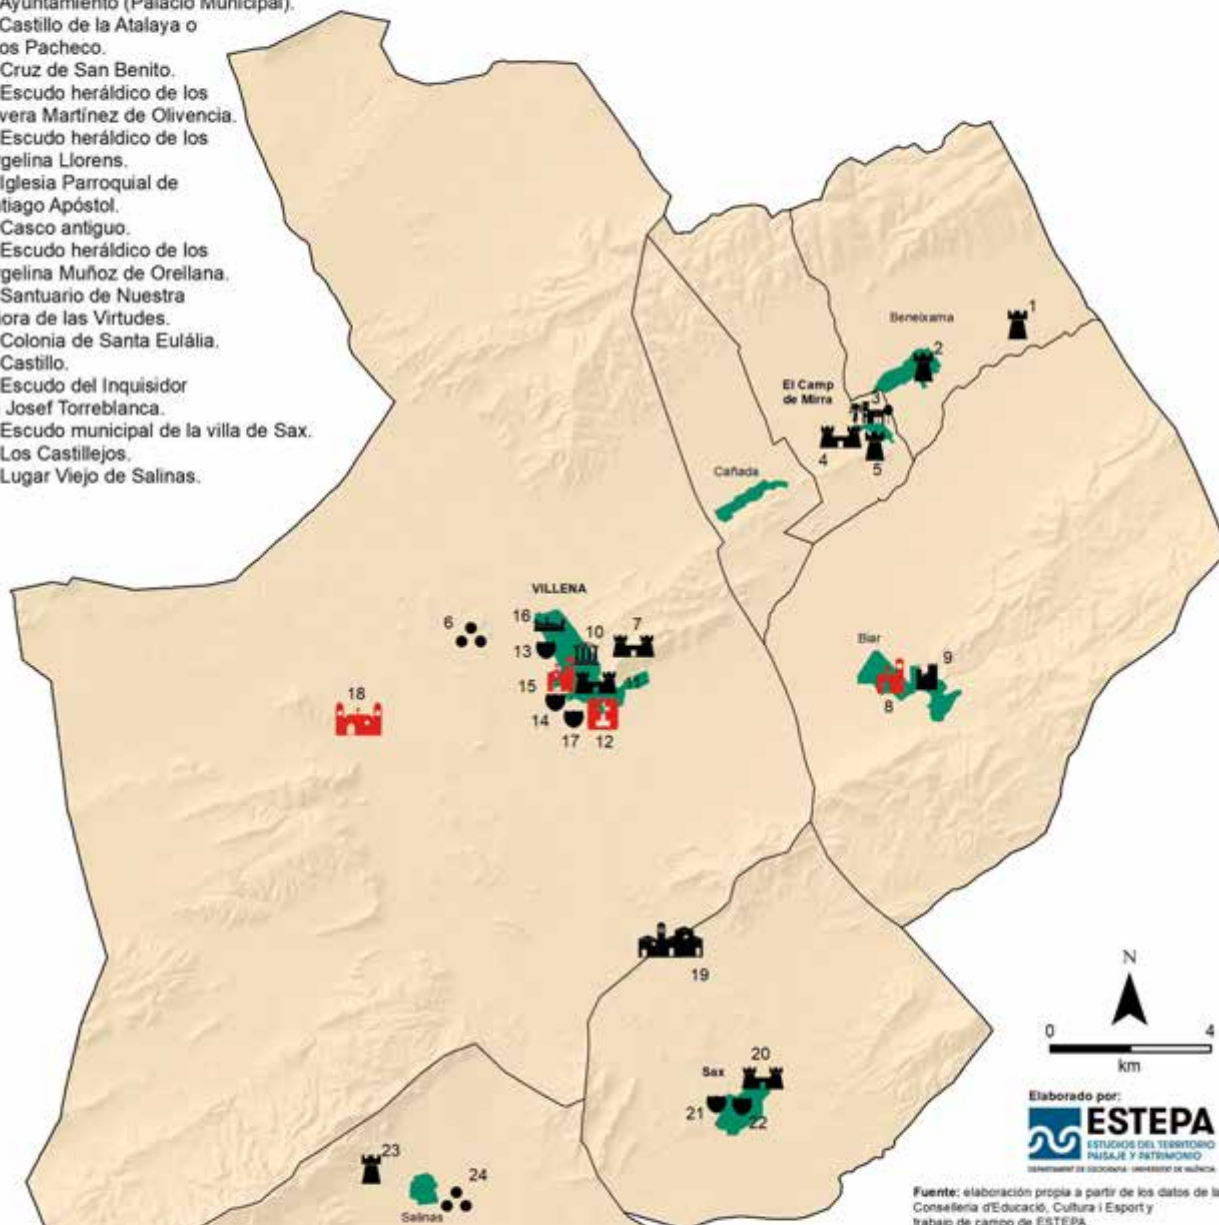 Ayuntamiento (Palacio Municipal).
Castillo de la Atalaya o
os Pacheco.
Cruz de San Benito.
Escudo heráldico de los
vera Martínez de Olivencia.
Escudo heráldico de los
gelina Llorens.
Iglesia Parroquial de
tiago Apóstol.
Casco antiguo.
Escudo heráldico de los
gelina Muñoz de Orellana.
Santuario de Nuestra
ora de las Virtudes.
Colonia de Santa Eulália.
Castillo.
Escudo del Inquisidor
Josef Torreblanca.
Escudo municipal de la villa de Sax.
Los Castillejos.
Lugar Viejo de Salinas.
Beneixama
1
2
El Camp
de Mirra
3
4
5
Cañada
VILLENA
6
16
10
7
13
15
11
14
17
12
18
Biar
9
8
19
Sax
20
21
22
23
24
Salinas
N
0 4
km
Elaborado por:
ESTEPA
ESTUDIOS DEL TERRITORIO
PAISAJE Y PATRIMONIO
DEPARTAMENT DE GEOGRAFIA - UNIVERSITAT DE VALÈNCIA
Fuente: elaboración propia a partir de los datos de la
Conselleria d'Educació, Cultura i Esport y
trabajo de campo de ESTEPA